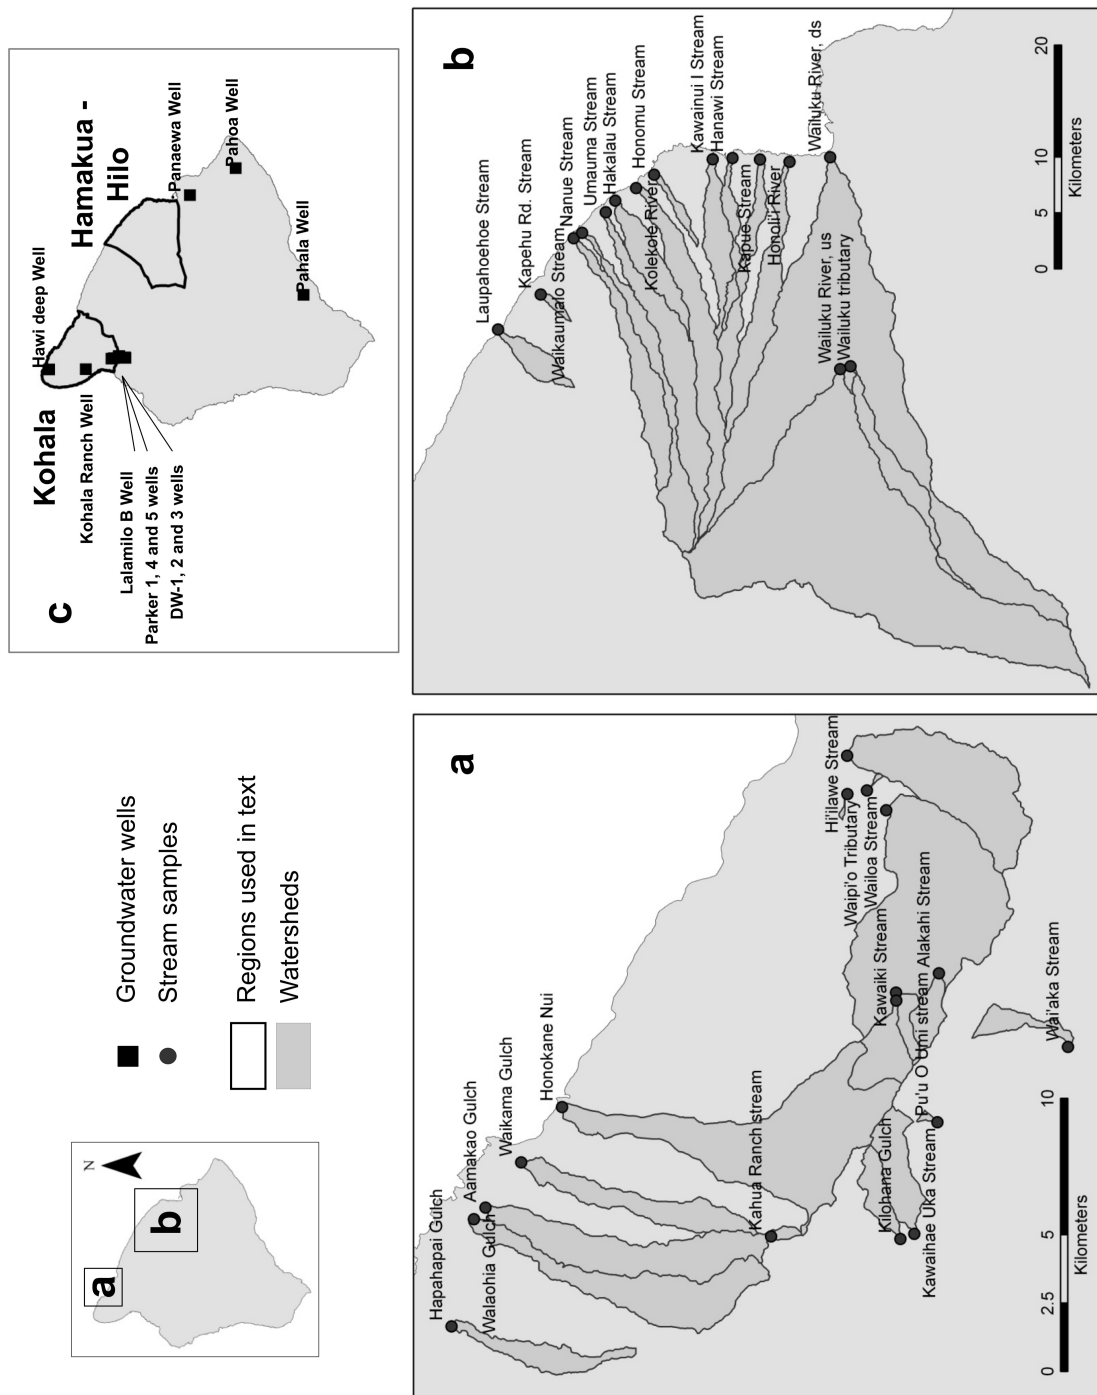 N
a
b
Groundwater wells
Stream samples
Regions used in text
Watersheds
c
Kohala
Hamakua -
Hilo
Hawi deep Well
Kohala Ranch Well
Lalamilo B Well
Parker 1, 4 and 5 wells
DW-1, 2 and 3 wells
Panaewa Well
Pahoa Well
Pahala Well
a
Hapahapai Gulch
Walaohia Gulch
Aamakao Gulch
Waikama Gulch
Honokane Nui
Kahua Ranch stream
Kilohana Gulch
Kawaihae Uka Stream
Pu'u O Umi stream
Alakahi Stream
Kawaiki Stream
Wai'aka Stream
Waipi'o Tributary
Wailoa Stream
Hi'ilawe Stream
0
2.5
5
10
Kilometers
b
Laupahoehoe Stream
Kapehu Rd. Stream
Waikaumalo Stream
Nanue Stream
Umauma Stream
Hakalau Stream
Kolekole River
Honomu Stream
Kawainui I Stream
Hanawi Stream
Kapue Stream
Honoli'i River
Wailuku River, ds
Wailuku River, us
Wailuku tributary
0
5
10
20
Kilometers